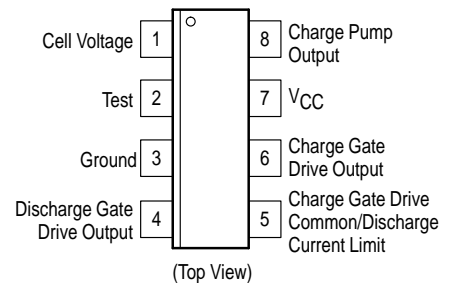 Cell Voltage 1
8 Charge Pump
Output
Test 2
7 VCC
Ground 3
6 Charge Gate
Drive Output
Discharge Gate
Drive Output 4
5 Charge Gate Drive
Common/Discharge
Current Limit
(Top View)